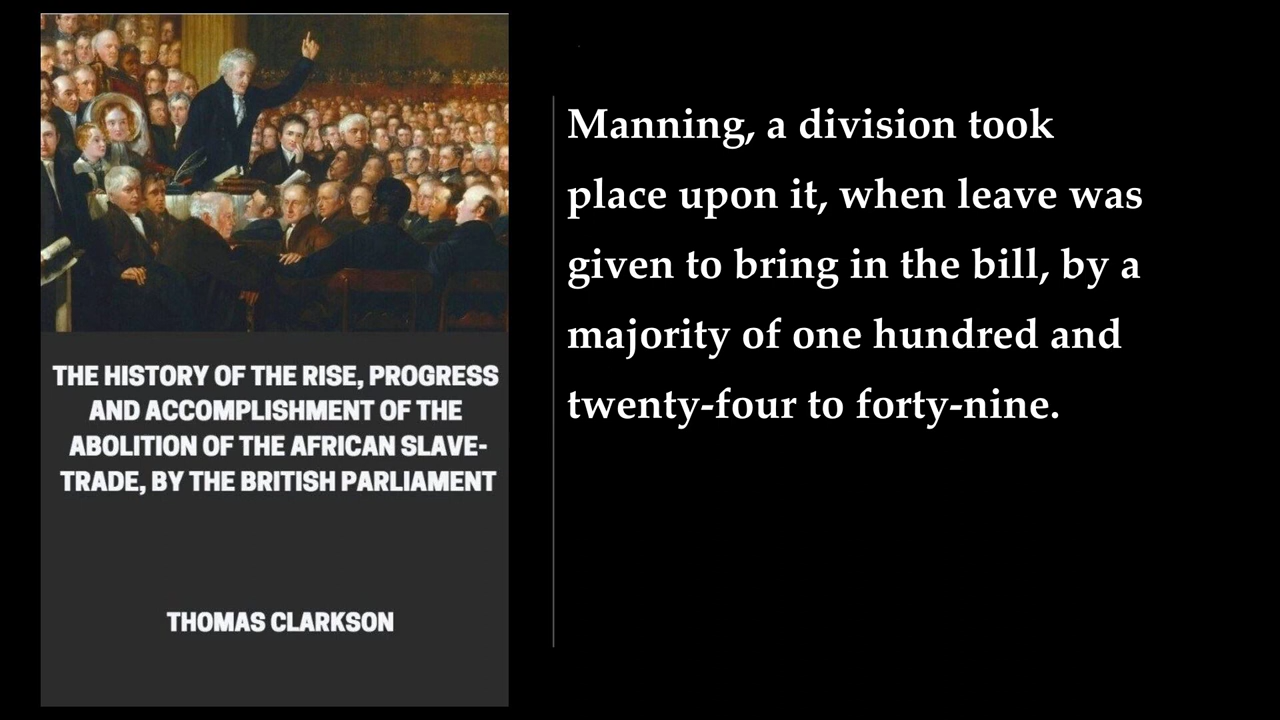 THE HISTORY OF THE RISE, PROGRESS
AND ACCOMPLISHMENT OF THE
ABOLITION OF THE AFRICAN SLAVE-
TRADE, BY THE BRITISH PARLIAMENT
THOMAS CLARKSON
Manning, a division took
place upon it, when leave was
given to bring in the bill, by a
majority of one hundred and
twenty-four to forty-nine.